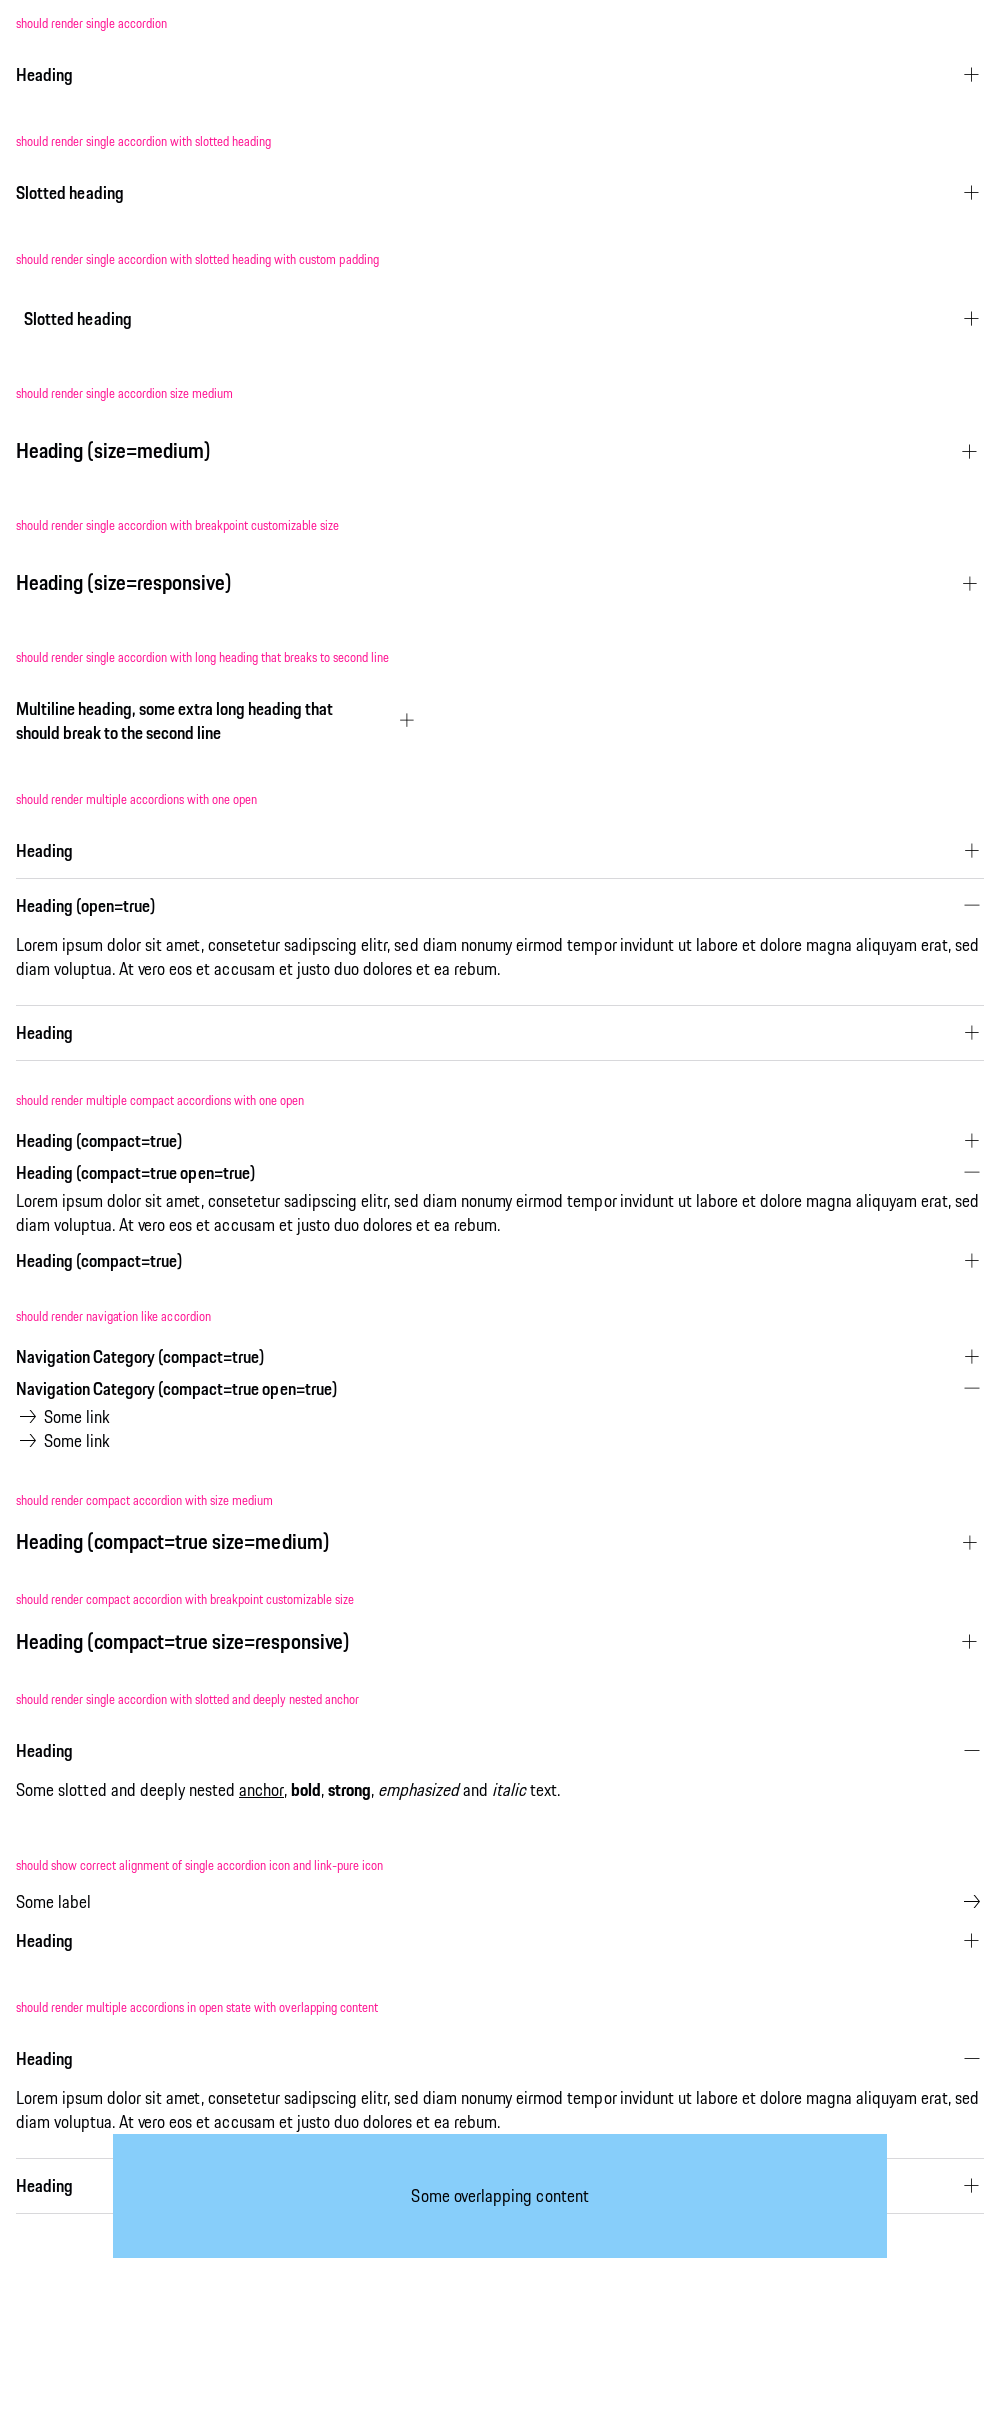 should render single accordion
Heading
should render single accordion with slotted heading
Slotted heading
should render single accordion with slotted heading with custom padding
Slotted heading
should render single accordion size medium
Heading (size=medium)
should render single accordion with breakpoint customizable size
Heading (size=responsive)
should render single accordion with long heading that breaks to second line
Multiline heading, some extra long heading that
should break to the second line
should render multiple accordions with one open
Heading
Heading (open=true)
Lorem ipsum dolor sit amet, consetetur sadipscing elitr, sed diam nonumy eirmod tempor invidunt ut labore et dolore magna aliquyam erat, sed
diam voluptua. At vero eos et accusam et justo duo dolores et ea rebum.
Heading
should render multiple compact accordions with one open
Heading (compact=true)
Heading (compact=true open=true)
Lorem ipsum dolor sit amet, consetetur sadipscing elitr, sed diam nonumy eirmod tempor invidunt ut labore et dolore magna aliquyam erat, sed
diam voluptua. At vero eos et accusam et justo duo dolores et ea rebum.
Heading (compact=true)
should render navigation like accordion
Navigation Category (compact=true)
Navigation Category (compact=true open=true)
Some link
Some link
should render compact accordion with size medium
Heading (compact=true size=medium)
should render compact accordion with breakpoint customizable size
Heading (compact=true size=responsive)
should render single accordion with slotted and deeply nested anchor
Heading
Some slotted and deeply nested anchor, bold, strong, emphasized and italic text.
should show correct alignment of single accordion icon and link-pure icon
Some label
Heading
should render multiple accordions in open state with overlapping content
Heading
Lorem ipsum dolor sit amet, consetetur sadipscing elitr, sed diam nonumy eirmod tempor invidunt ut labore et dolore magna aliquyam erat, sed
diam voluptua. At vero eos et accusam et justo duo dolores et ea rebum.
Heading
Some overlapping content